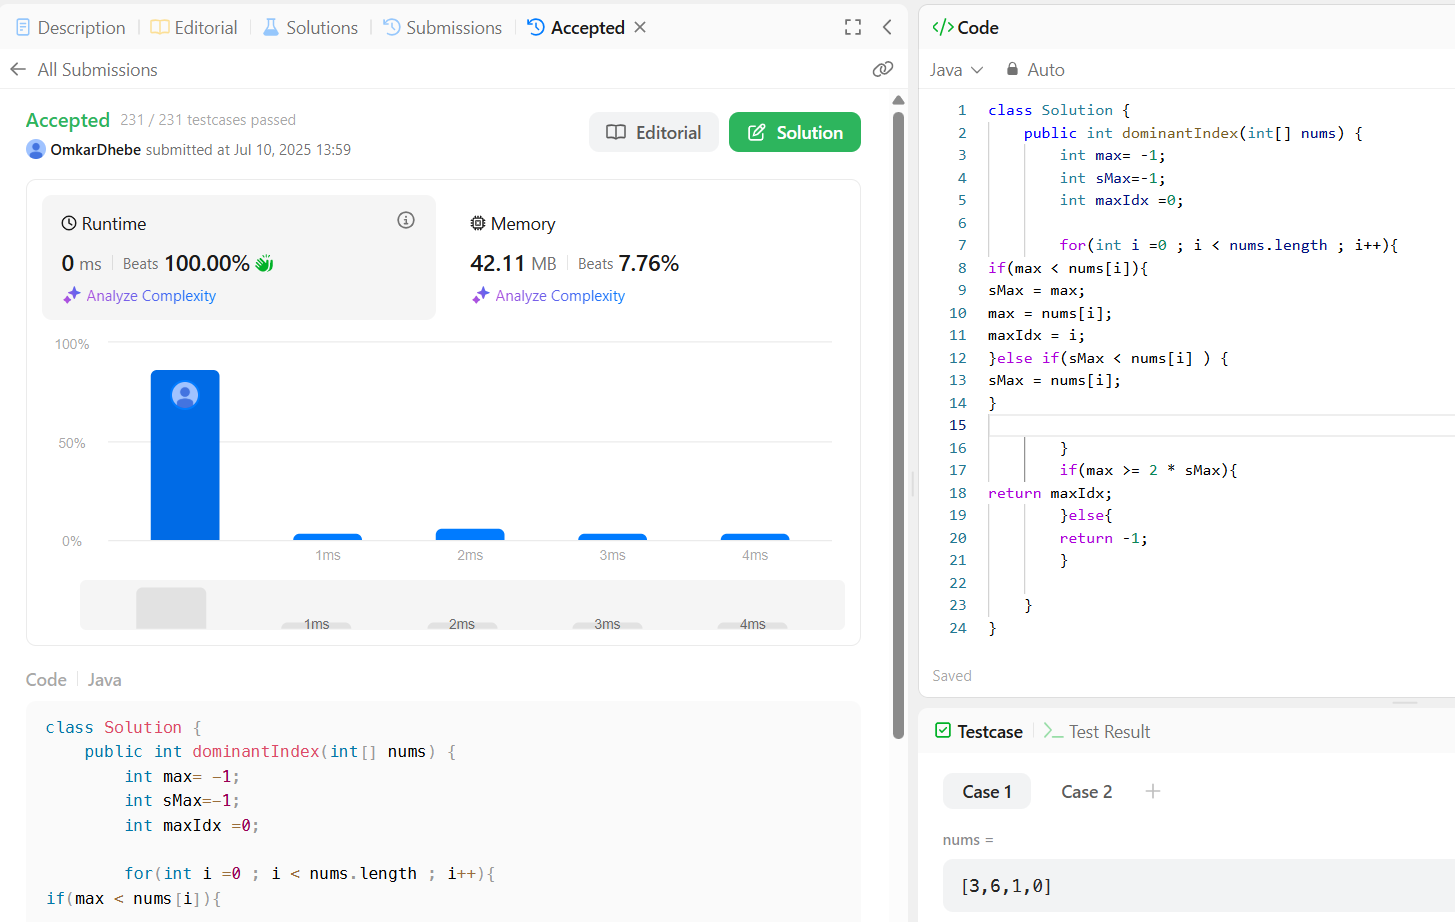 Description Editorial Solutions Submissions Accepted
All Submissions
Accepted 231 / 231 testcases passed
OmkarDhebe submitted at Jul 10, 2025 13:59
Editorial
Solution
Runtime
0 ms Beats 100.00%
Analyze Complexity
Memory
42.11 MB Beats 7.76%
Analyze Complexity
100%
50%
0%
1ms 2ms 3ms 4ms
1ms 2ms 3ms 4ms
Code Java
class Solution {
    public int dominantIndex(int[] nums) {
        int max= -1;
        int sMax=-1;
        int maxIdx =0;

        for(int i =0 ; i < nums.length ; i++){
if(max < nums[i]){
</> Code
Java Auto
1 class Solution {
2     public int dominantIndex(int[] nums) {
3         int max= -1;
4         int sMax=-1;
5         int maxIdx =0;
6
7         for(int i =0 ; i < nums.length ; i++){
8 if(max < nums[i]){
9 sMax = max;
10 max = nums[i];
11 maxIdx = i;
12 }else if(sMax < nums[i] ) {
13 sMax = nums[i];
14 }
15
16         }
17         if(max >= 2 * sMax){
18 return maxIdx;
19         }else{
20         return -1;
21         }
22
23     }
24 }
Saved
Testcase Test Result
Case 1 Case 2
nums =
[3,6,1,0]